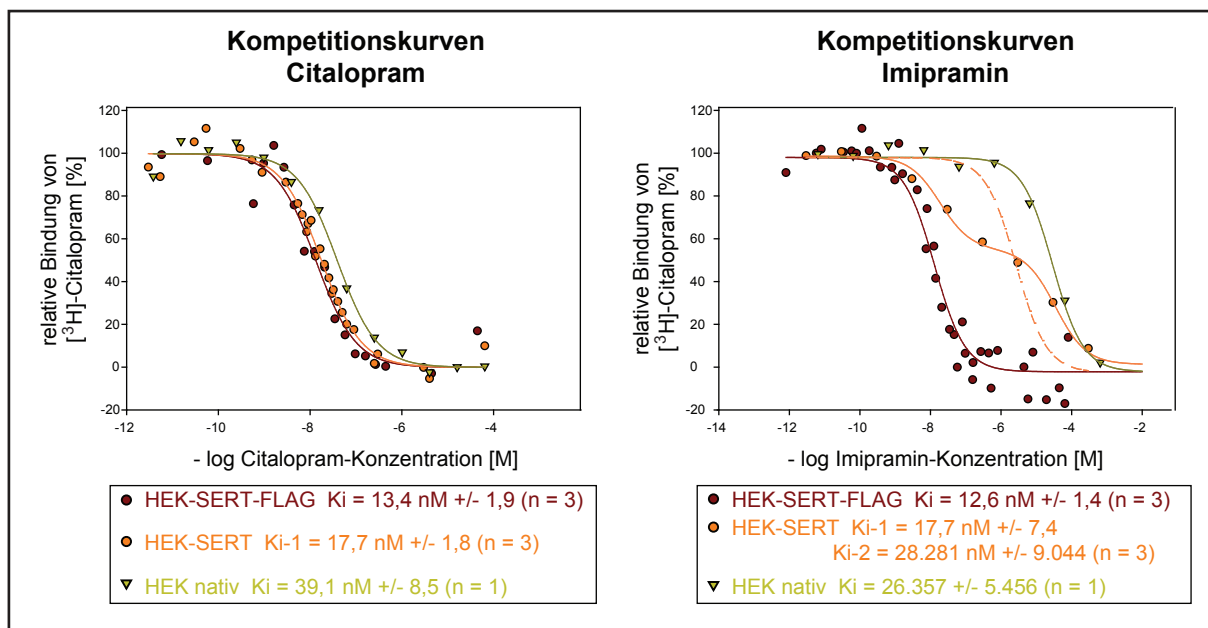 Kompetitionskurven
Citalopram
relative Bindung von
[³H]-Citalopram [%]
120
100
80
60
40
20
0
-20
-12
-10
-8
-6
-4
- log Citalopram-Konzentration [M]
HEK-SERT-FLAG Ki = 13,4 nM +/- 1,9 (n = 3)
HEK-SERT Ki-1 = 17,7 nM +/- 1,8 (n = 3)
HEK nativ Ki = 39,1 nM +/- 8,5 (n = 1)
Kompetitionskurven
Imipramin
relative Bindung von
[³H]-Citalopram [%]
120
100
80
60
40
20
0
-20
-14
-12
-10
-8
-6
-4
-2
- log Imipramin-Konzentration [M]
HEK-SERT-FLAG Ki = 12,6 nM +/- 1,4 (n = 3)
HEK-SERT Ki-1 = 17,7 nM +/- 7,4
Ki-2 = 28.281 nM +/- 9.044 (n = 3)
HEK nativ Ki = 26.357 +/- 5.456 (n = 1)